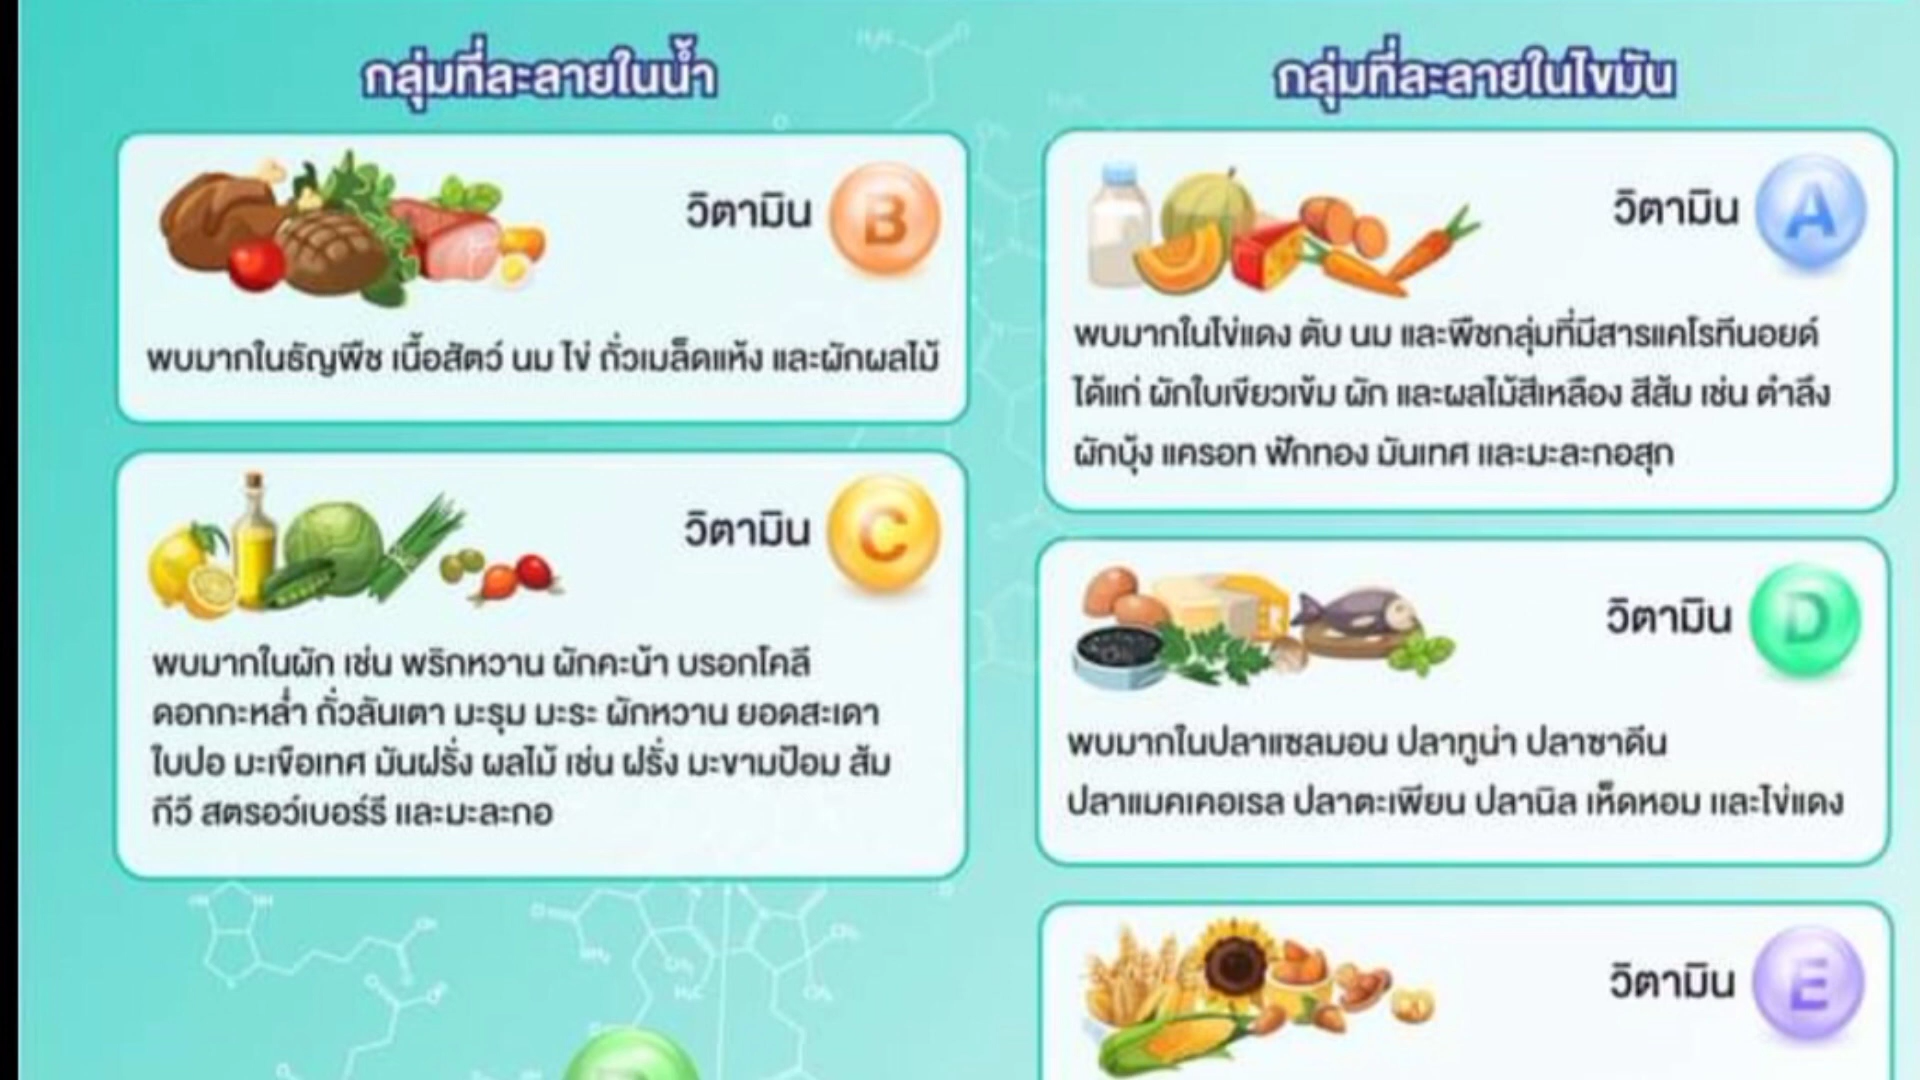 กลุ่มที่ละลายในน้ำ
วิตามิน B
พบมากในธัญพืช เนื้อสัตว์ นม ไข่ ถั่วเมล็ดแห้ง และผักผลไม้
วิตามิน C
พบมากในผัก เช่น พริกหวาน ผักคะน้า บรอกโคลี
ดอกกะหล่ำ ถั่วลันเตา มะรุม มะระ ผักหวาน ยอดสะเดา
ใบปอ มะเขือเทศ มันฝรั่ง ผลไม้ เช่น ฝรั่ง มะขามป้อม ส้ม
กีวี สตรอว์เบอร์รี และมะละกอ
กลุ่มที่ละลายในไขมัน
วิตามิน A
พบมากในไข่แดง ตับ นม และพืชกลุ่มที่มีสารแคโรทีนอยด์
ได้แก่ ผักใบเขียวเข้ม ผัก และผลไม้สีเหลือง สีส้ม เช่น ตำลึง
ผักบุ้ง แครอท ฟักทอง มันเทศ และมะละกอสุก
วิตามิน D
พบมากในปลาแซลมอน ปลาทูน่า ปลาซาดีน
ปลาแมคเคอเรล ปลาตะเพียน ปลานิล เห็ดหอม และไข่แดง
วิตามิน E